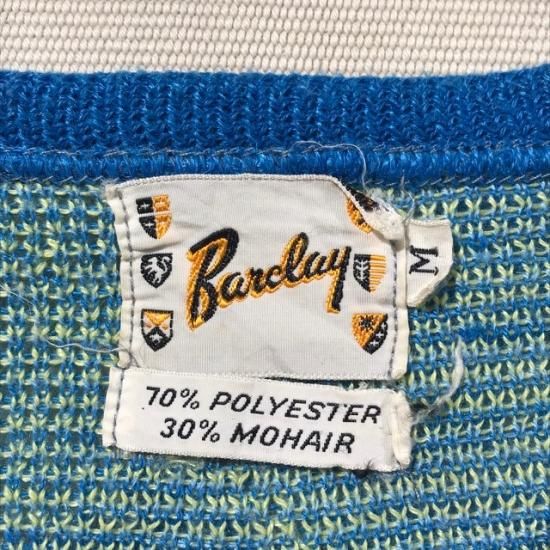 Barclay
M
70% POLYESTER
30% MOHAIR